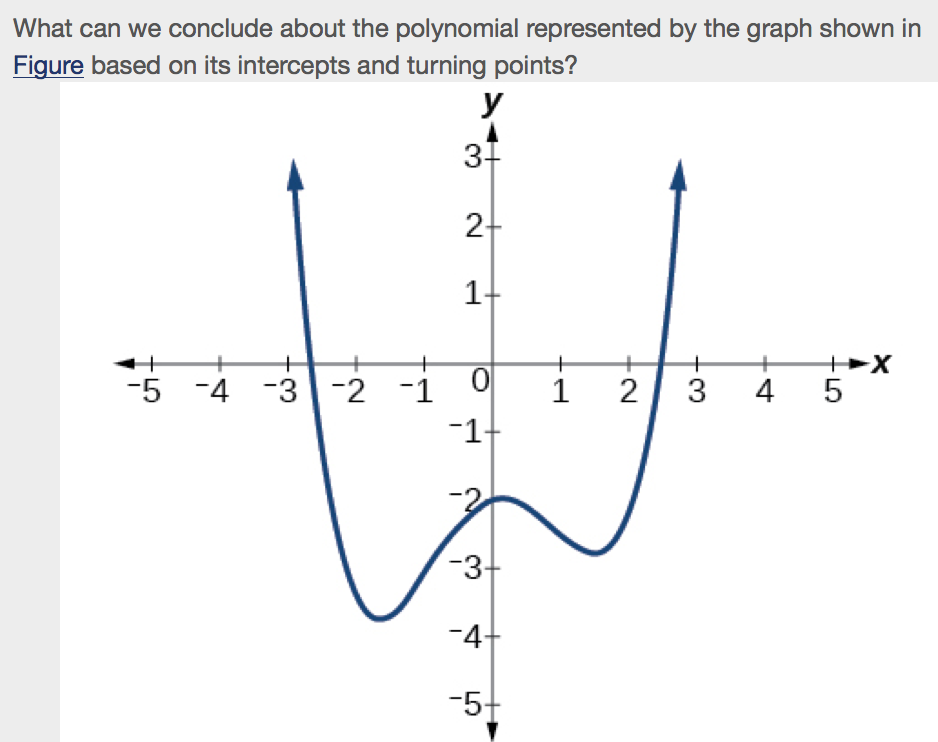 What can we conclude about the polynomial represented by the graph shown in
Figure based on its intercepts and turning points?
y
3
2
1
x
-5 -4 -3 -2 -1 0 1 2 3 4 5
-1
-2
-3
-4
-5